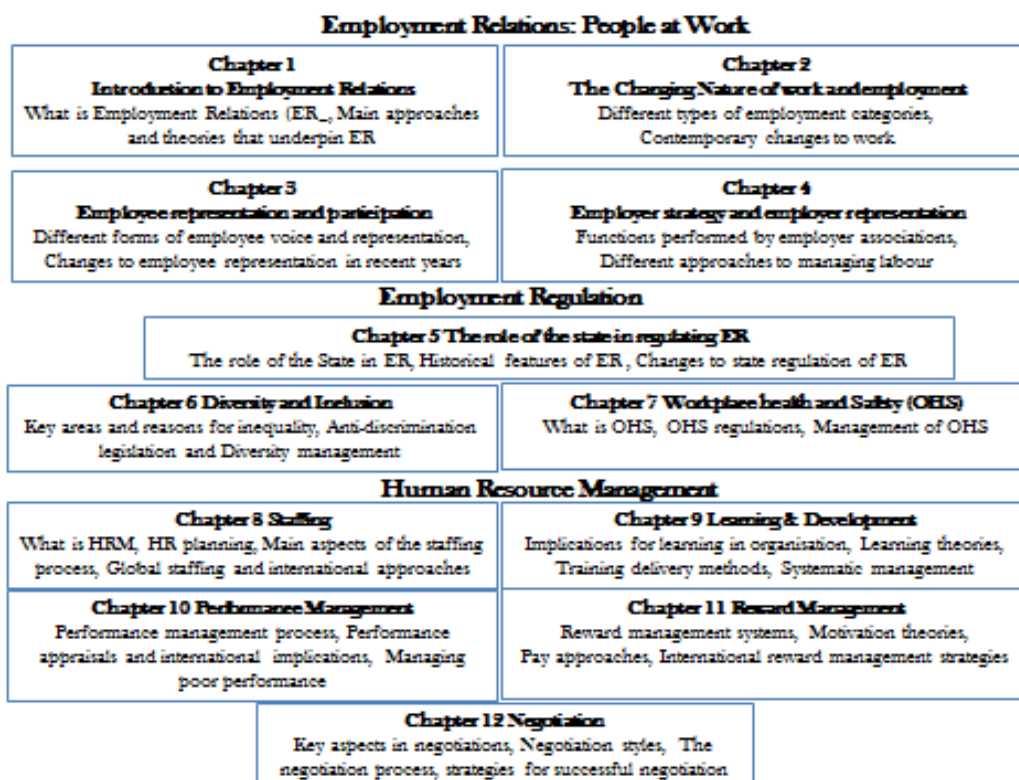 Employment Relations: People at Work
Chapter 1
Introduction to Employment Relations
What is Employment Relations (ER_, Main approaches
and theories that underpin ER
Chapter 2
The Changing Nature of work and employment
Different types of employment categories,
Contemporary changes to work
Chapter 3
Employee representation and participation
Different forms of employee voice and representation,
Changes to employee representation in recent years
Chapter 4
Employer strategy and employer representation
Functions performed by employer associations,
Different approaches to managing labour
Employment Regulation
Chapter 5 The role of the state in regulating ER
The role of the State in ER, Historical features of ER , Changes to state regulation of ER
Chapter 6 Diversity and Inclusion
Key areas and reasons for inequality, Anti-discrimination
legislation and Diversity management
Chapter 7 Workplace health and Safety (OHS)
What is OHS, OHS regulations, Management of OHS
Human Resource Management
Chapter 8 Staffing
What is HRM, HR planning, Main aspects of the staffing
process, Global staffing and international approaches
Chapter 9 Learning & Development
Implications for learning in organisation, Learning theories,
Training delivery methods, Systematic management
Chapter 10 Performance Management
Performance management process, Performance
appraisals and international implications, Managing
poor performance
Chapter 11 Reward Management
Reward management systems, Motivation theories,
Pay approaches, International reward management strategies
Chapter 12 Negotiation
Key aspects in negotiations, Negotiation styles, The
negotiation process, strategies for successful negotiation